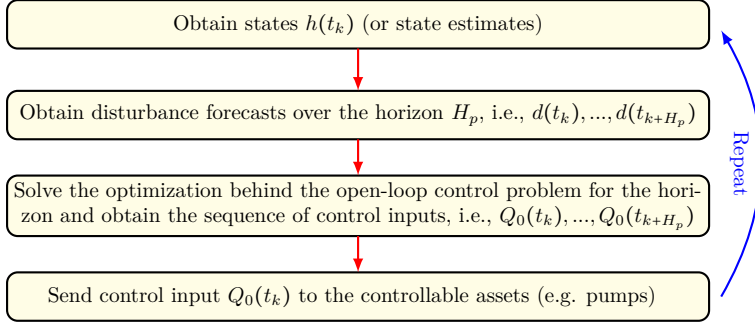 Obtain states h(t_k) (or state estimates)
Obtain disturbance forecasts over the horizon H_p, i.e., d(t_k),...,d(t_{k+H_p})
Solve the optimization behind the open-loop control problem for the hori-
zon and obtain the sequence of control inputs, i.e., Q_0(t_k),...,Q_0(t_{k+H_p})
Send control input Q_0(t_k) to the controllable assets (e.g. pumps)
Repeat